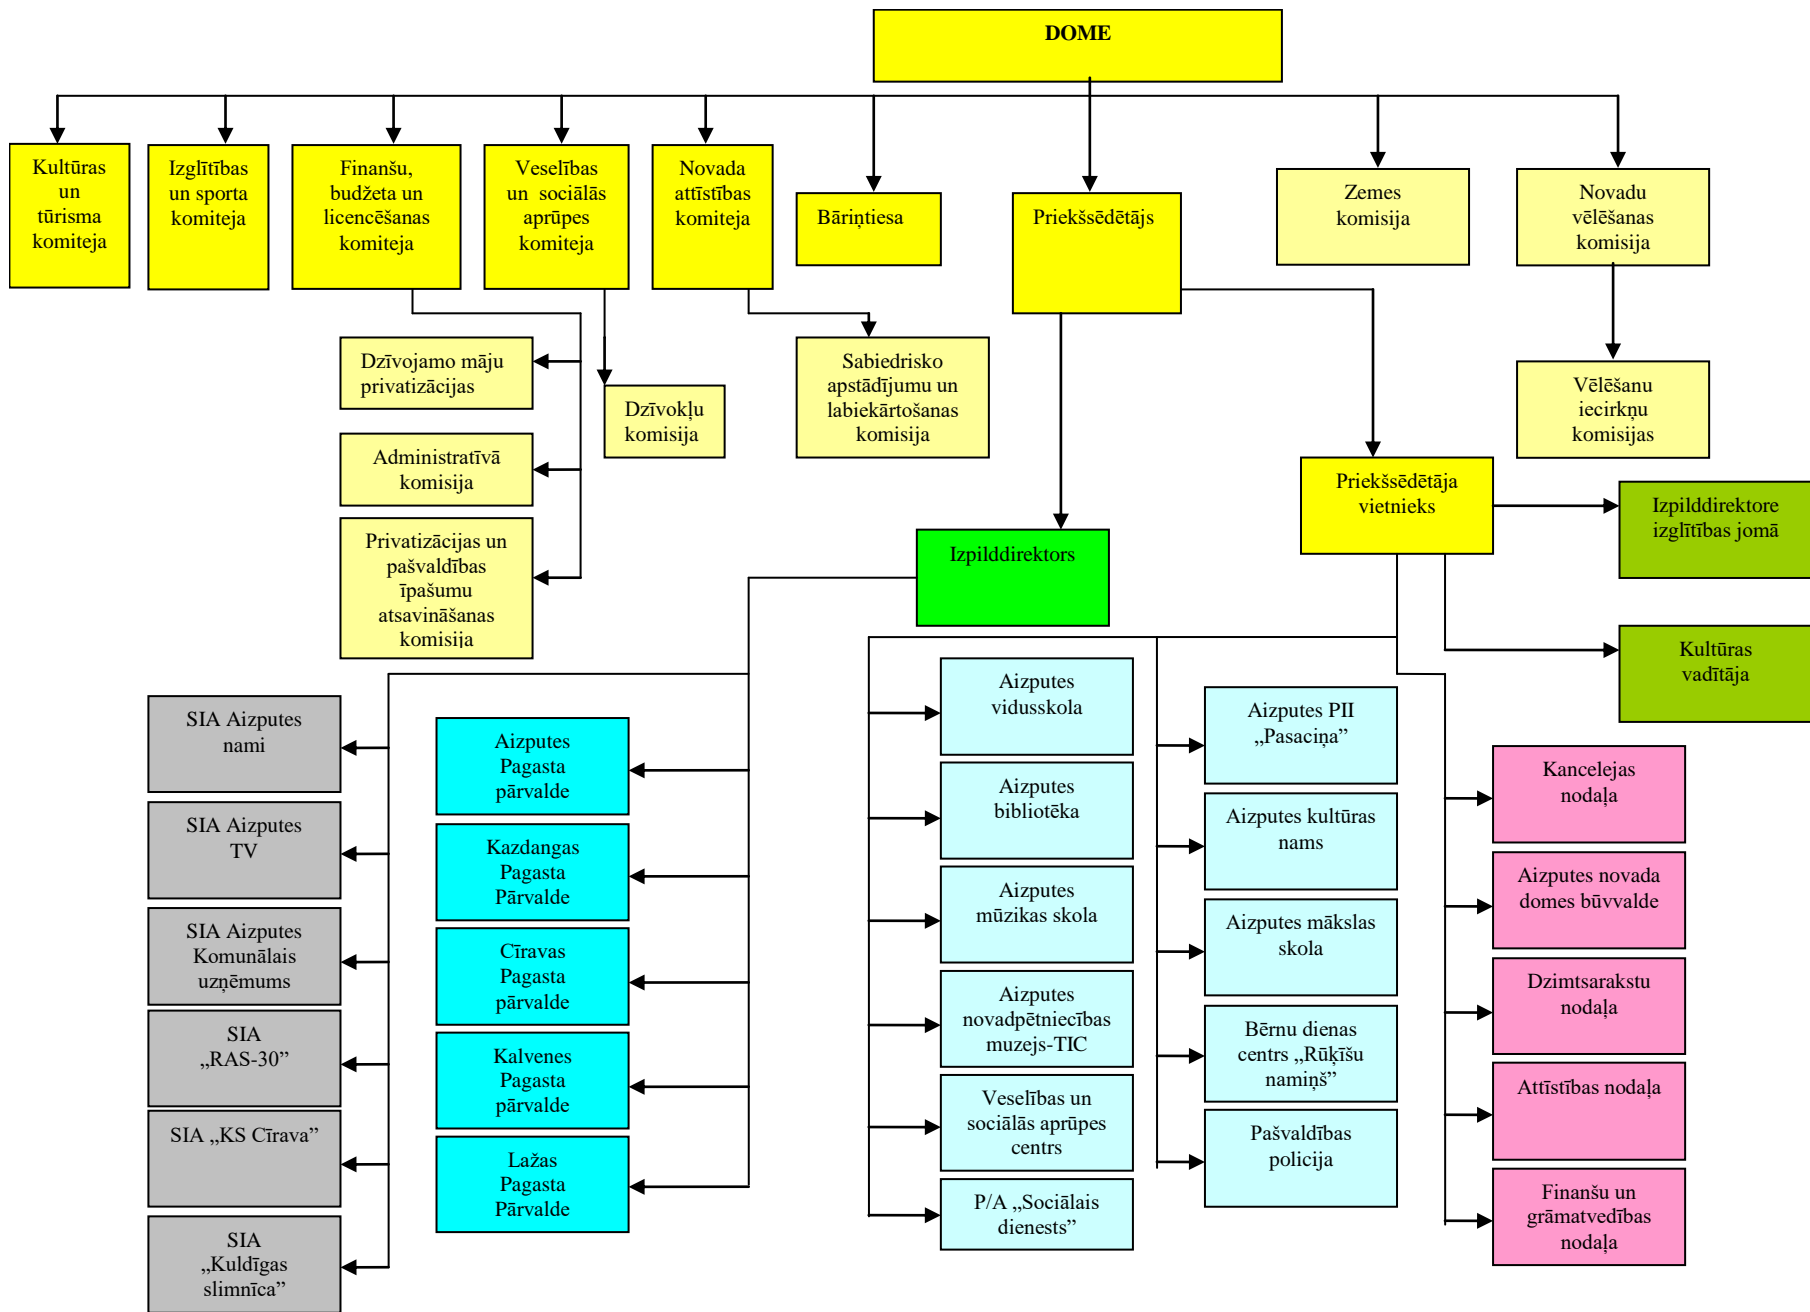 DOME
Kultūras
un
tūrisma
komiteja
Izglītības
un sporta
komiteja
Finanšu,
budžeta un
licencēšanas
komiteja
Veselības
un  sociālās
aprūpes
komiteja
Novada
attīstības
komiteja
Bāriņtiesa
Priekšsēdētājs
Zemes
komisija
Novadu
vēlēšanas
komisija
Dzīvojamo māju
privatizācijas
Administratīvā
komisija
Privatizācijas un
pašvaldības
īpašumu
atsavināšanas
komisija
Dzīvokļu
komisija
Sabiedrisko
apstādījumu un
labiekārtošanas
komisija
Vēlēšanu
iecirkņu
komisijas
Priekšsēdētāja
vietnieks
Izpilddirektore
izglītības jomā
Izpilddirektors
Kultūras
vadītāja
SIA Aizputes
nami
SIA Aizputes
TV
SIA Aizputes
Komunālais
uzņēmums
SIA
„RAS-30”
SIA „KS Cīrava”
SIA
„Kuldīgas
slimnīca”
Aizputes
Pagasta
pārvalde
Kazdangas
Pagasta
Pārvalde
Cīravas
Pagasta
pārvalde
Kalvenes
Pagasta
pārvalde
Lažas
Pagasta
Pārvalde
Aizputes
vidusskola
Aizputes
bibliotēka
Aizputes
mūzikas skola
Aizputes
novadpētniecības
muzejs-TIC
Veselības un
sociālās aprūpes
centrs
P/A „Sociālais
dienests”
Aizputes PII
„Pasaciņa”
Aizputes kultūras
nams
Aizputes mākslas
skola
Bērnu dienas
centrs „Rūķīšu
namiņš”
Pašvaldības
policija
Kancelejas
nodaļa
Aizputes novada
domes būvvalde
Dzimtsarakstu
nodaļa
Attīstības nodaļa
Finanšu un
grāmatvedības
nodaļa